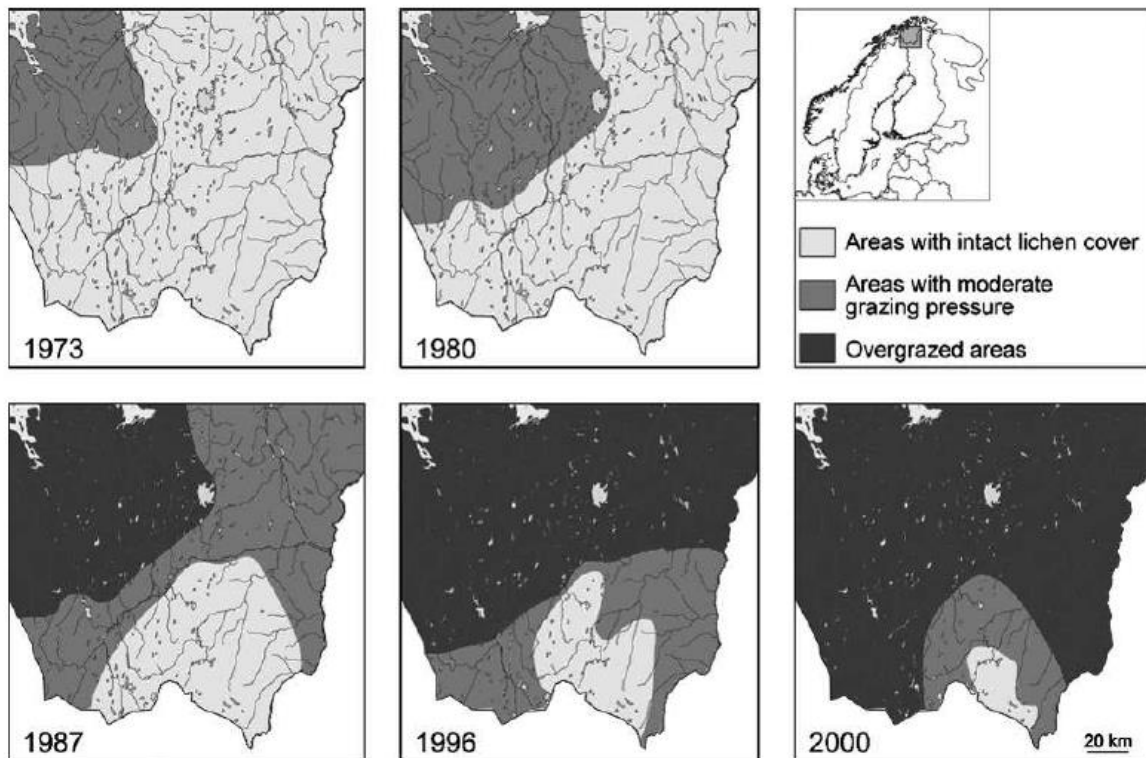 1973
1980
Areas with intact lichen cover
Areas with moderate
grazing pressure
Overgrazed areas
1987
1996
2000
20 km